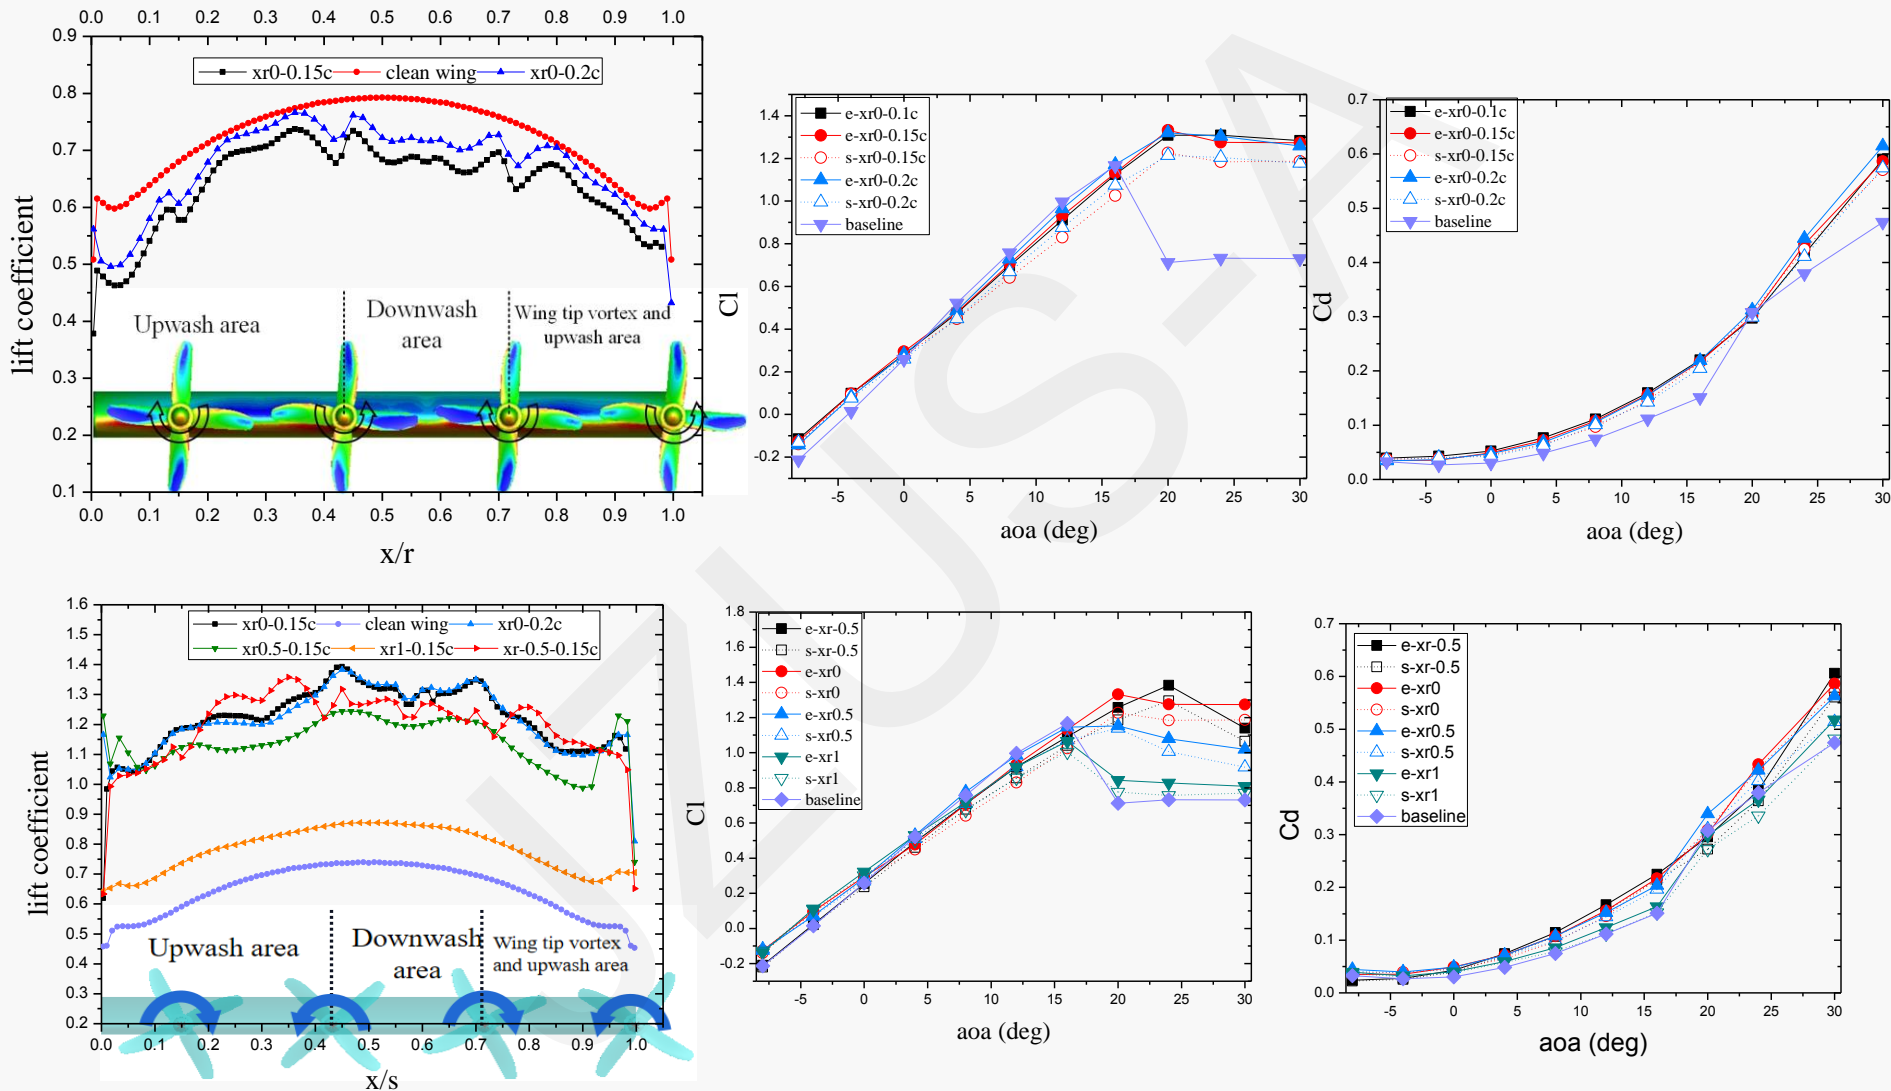 0.0 0.1 0.2 0.3 0.4 0.5 0.6 0.7 0.8 0.9 1.0
0.9
0.8
0.7
0.6
0.5
0.4
0.3
0.2
0.1
lift coefficient
xr0-0.15c clean wing xr0-0.2c
Upwash area
Downwash
area
Wing tip vortex and
upwash area
0.0 0.1 0.2 0.3 0.4 0.5 0.6 0.7 0.8 0.9 1.0
x/r
1.4
1.2
1.0
0.8
0.6
0.4
0.2
0.0
-0.2
Cl
e-xr0-0.1c
e-xr0-0.15c
s-xr0-0.15c
e-xr0-0.2c
s-xr0-0.2c
baseline
-5 0 5 10 15 20 25 30
aoa (deg)
0.7
0.6
0.5
0.4
0.3
0.2
0.1
0.0
Cd
e-xr0-0.1c
e-xr0-0.15c
s-xr0-0.15c
e-xr0-0.2c
s-xr0-0.2c
baseline
-5 0 5 10 15 20 25 30
aoa (deg)
1.6
1.5
1.4
1.3
1.2
1.1
1.0
0.9
0.8
0.7
0.6
0.5
0.4
0.3
0.2
lift coefficient
xr0-0.15c clean wing xr0-0.2c
xr0.5-0.15c xr1-0.15c xr-0.5-0.15c
Upwash area
Downwash
area
Wing tip vortex
and upwash area
0.0 0.1 0.2 0.3 0.4 0.5 0.6 0.7 0.8 0.9 1.0
x/s
1.8
1.6
1.4
1.2
1.0
0.8
0.6
0.4
0.2
0.0
-0.2
Cl
e-xr-0.5
s-xr-0.5
e-xr0
s-xr0
e-xr0.5
s-xr0.5
e-xr1
s-xr1
baseline
-5 0 5 10 15 20 25 30
aoa (deg)
0.7
0.6
0.5
0.4
0.3
0.2
0.1
0.0
Cd
e-xr-0.5
s-xr-0.5
e-xr0
s-xr0
e-xr0.5
s-xr0.5
e-xr1
s-xr1
baseline
-5 0 5 10 15 20 25 30
aoa (deg)
JZUS-A